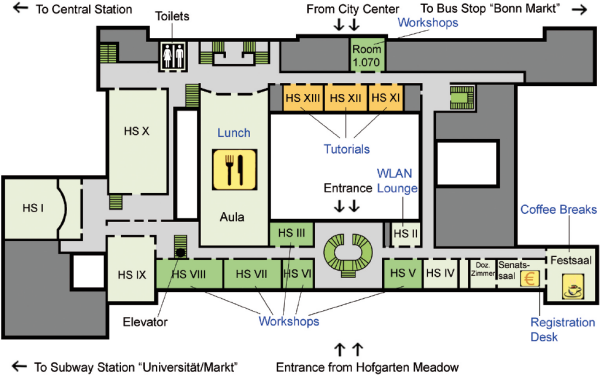 ← To Central Station
From City Center
To Bus Stop "Bonn Markt" →
Toilets
Workshops
Room
1.070
HS XIII
HS XII
HS XI
HS X
Lunch
Tutorials
WLAN
Lounge
Entrance
HS I
Aula
Coffee Breaks
HS III
HS II
Festsaal
HS IX
HS VIII
HS VII
HS VI
HS V
HS IV
Doz.
Zimmer
Senats-
saal
€
Elevator
Workshops
Registration
Desk
← To Subway Station "Universität/Markt"
Entrance from Hofgarten Meadow